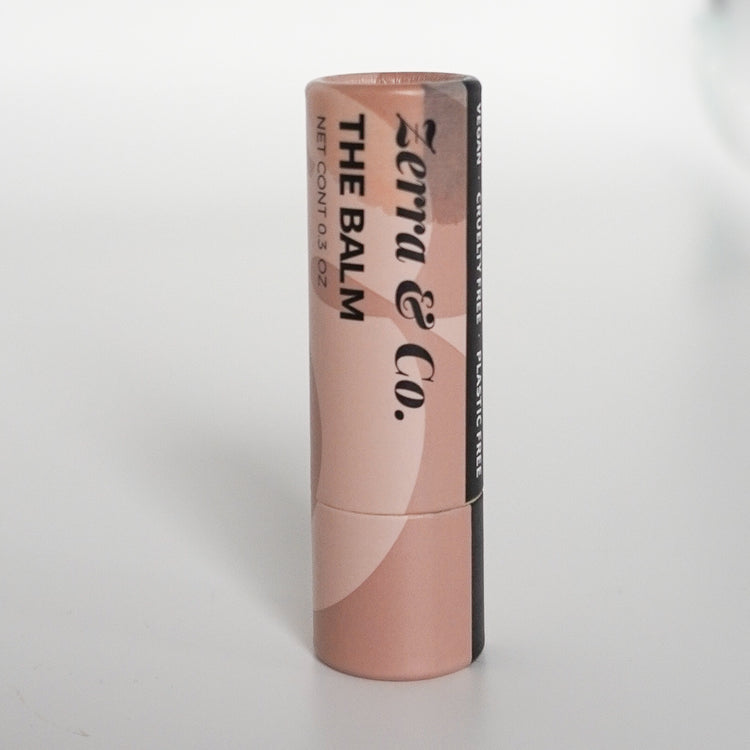 Zerra & Co.
THE BALM
NET CONT 0.3 OZ
VEGAN · CRUELTY FREE · PLASTIC FREE